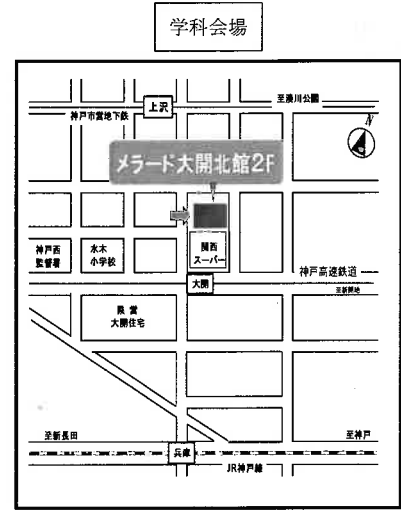 学科会場
至湊川公園
上沢
神戸市営地下鉄
N
メラード大開北館2F
神戸西
監督署
水木
小学校
関西
スーパー
神戸高速鉄道
大開
至新開地
県営
大開住宅
至新長田
至神戸
兵庫
JR神戸線